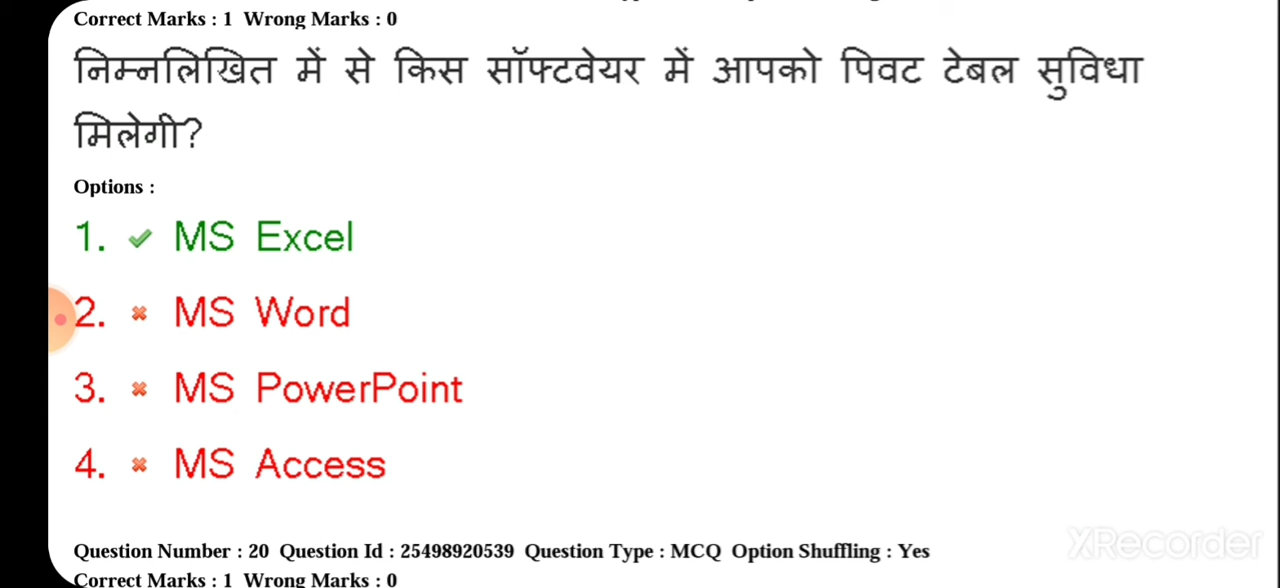 Correct Marks : 1 Wrong Marks : 0
निम्नलिखित में से किस सॉफ्टवेयर में आपको पिवट टेबल सुविधा
मिलेगी?
Options :
1. ✔ MS Excel
2. ✖ MS Word
3. ✖ MS PowerPoint
4. ✖ MS Access
Question Number : 20 Question Id : 25498920539 Question Type : MCQ Option Shuffling : Yes
Correct Marks : 1 Wrong Marks : 0
XRecorder